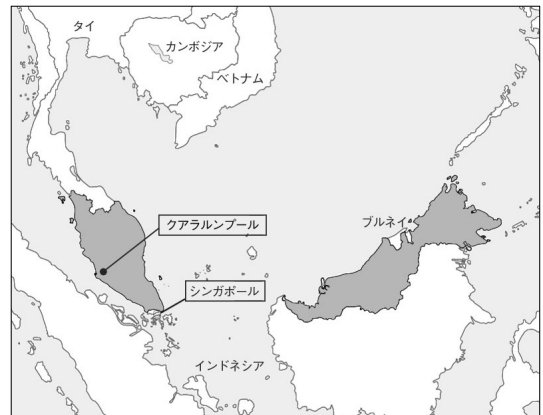 タイ
カンボジア
ベトナム
クアラルンプール
ブルネイ
シンガポール
インドネシア